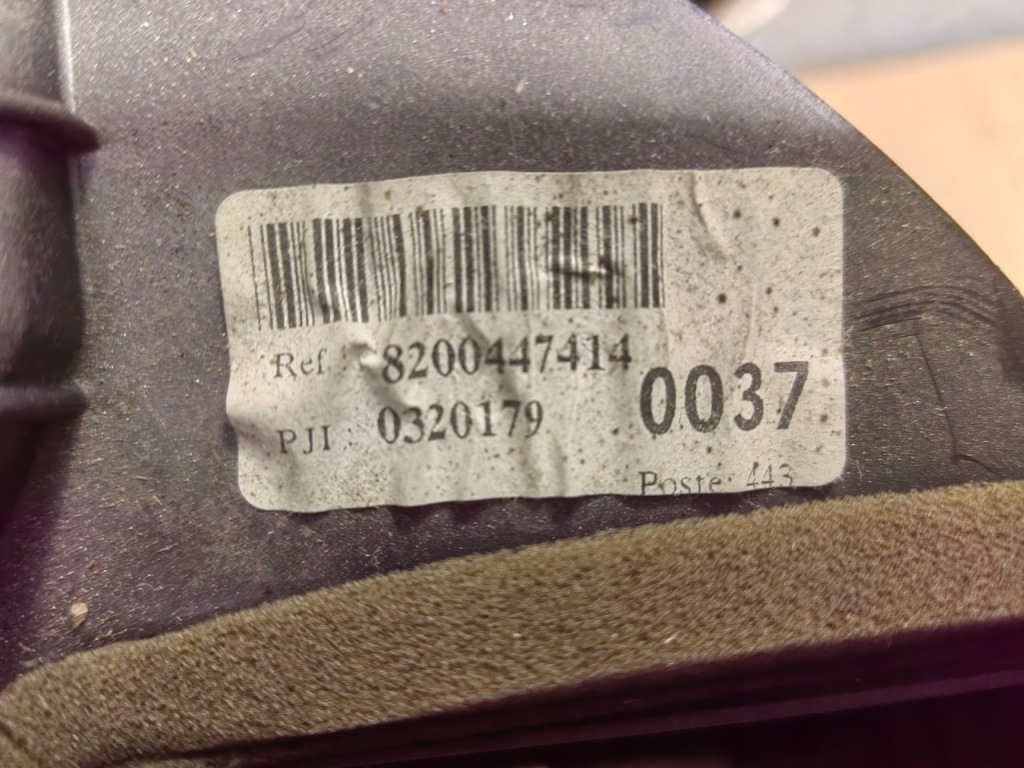 Ref : 8200447414
PJI : 0320179
0037
Poste: 443